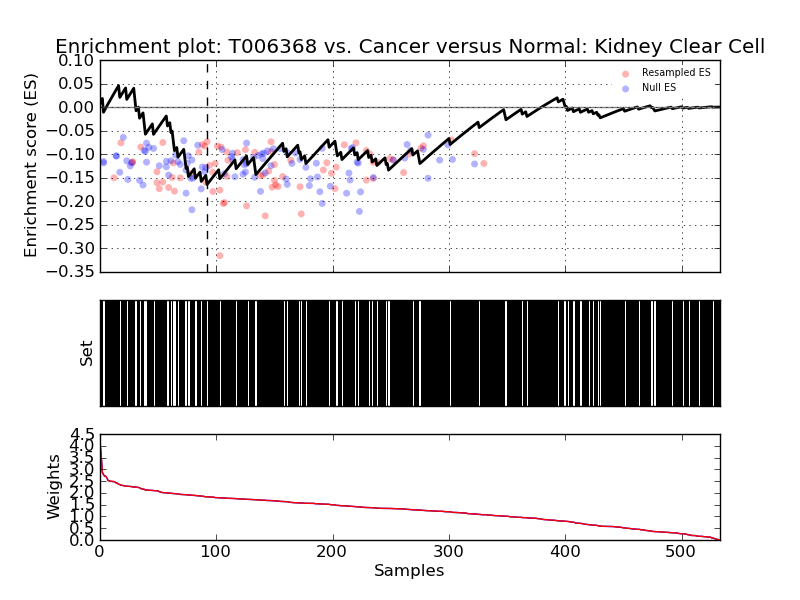 Enrichment plot: T006368 vs. Cancer versus Normal: Kidney Clear Cell
Enrichment score (ES)
0.10
0.05
0.00
−0.05
−0.10
−0.15
−0.20
−0.25
−0.30
−0.35
Resampled ES
Null ES
Set
Weights
4.5
4.0
3.5
3.0
2.5
2.0
1.5
1.0
0.5
0.0
0 100 200 300 400 500
Samples